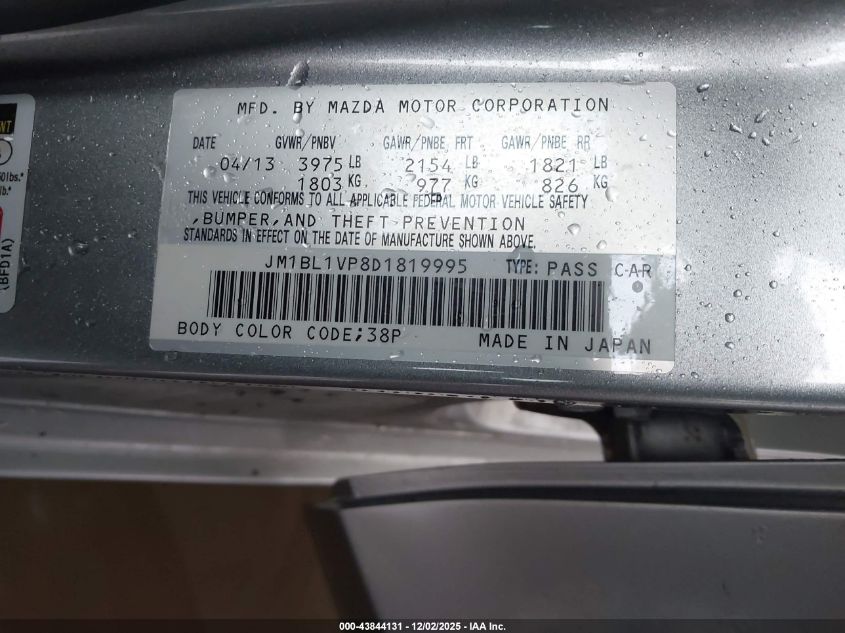 MFD. BY MAZDA MOTOR CORPORATION
DATE GVWR/PNBV GAWR/PNBE FRT GAWR/PNBE RR
04/13 3975 LB 2154 LB 1821 LB
1803 KG 977 KG 826 KG
THIS VEHICLE CONFORMS TO ALL APPLICABLE FEDERAL MOTOR VEHICLE SAFETY
,BUMPER,AND THEFT PREVENTION
STANDARDS IN EFFECT ON THE DATE OF MANUFACTURE SHOWN ABOVE.
JM1BL1VP8D1819995 TYPE: PASS CAR
BODY COLOR CODE;38P MADE IN JAPAN
(BFD1A)
000-43844131 - 12/02/2025 - IAA Inc.